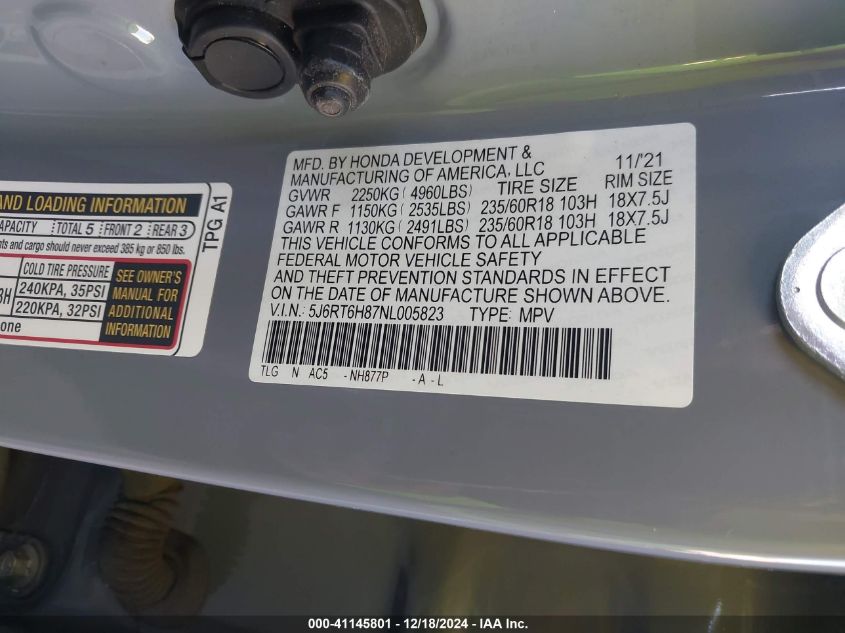 AND LOADING INFORMATION
TPG A1
APACITY TOTAL 5 FRONT 2 REAR 3
nts and cargo should never exceed 385 kg or 850 lbs.
COLD TIRE PRESSURE
SEE OWNER'S
MANUAL FOR
ADDITIONAL
INFORMATION
240KPA, 35PSI
220KPA, 32PSI
one
MFD. BY HONDA DEVELOPMENT & 11/'21
MANUFACTURING OF AMERICA, LLC
GVWR 2250KG ( 4960LBS) TIRE SIZE RIM SIZE
GAWR F 1150KG ( 2535LBS) 235/60R18 103H 18X7.5J
GAWR R 1130KG ( 2491LBS) 235/60R18 103H 18X7.5J
THIS VEHICLE CONFORMS TO ALL APPLICABLE
FEDERAL MOTOR VEHICLE SAFETY
AND THEFT PREVENTION STANDARDS IN EFFECT
ON THE DATE OF MANUFACTURE SHOWN ABOVE.
V.I.N.: 5J6RT6H87NL005823 TYPE: MPV
TLG N AC5 -NH877P -A-L
000-41145801 - 12/18/2024 - IAA Inc.